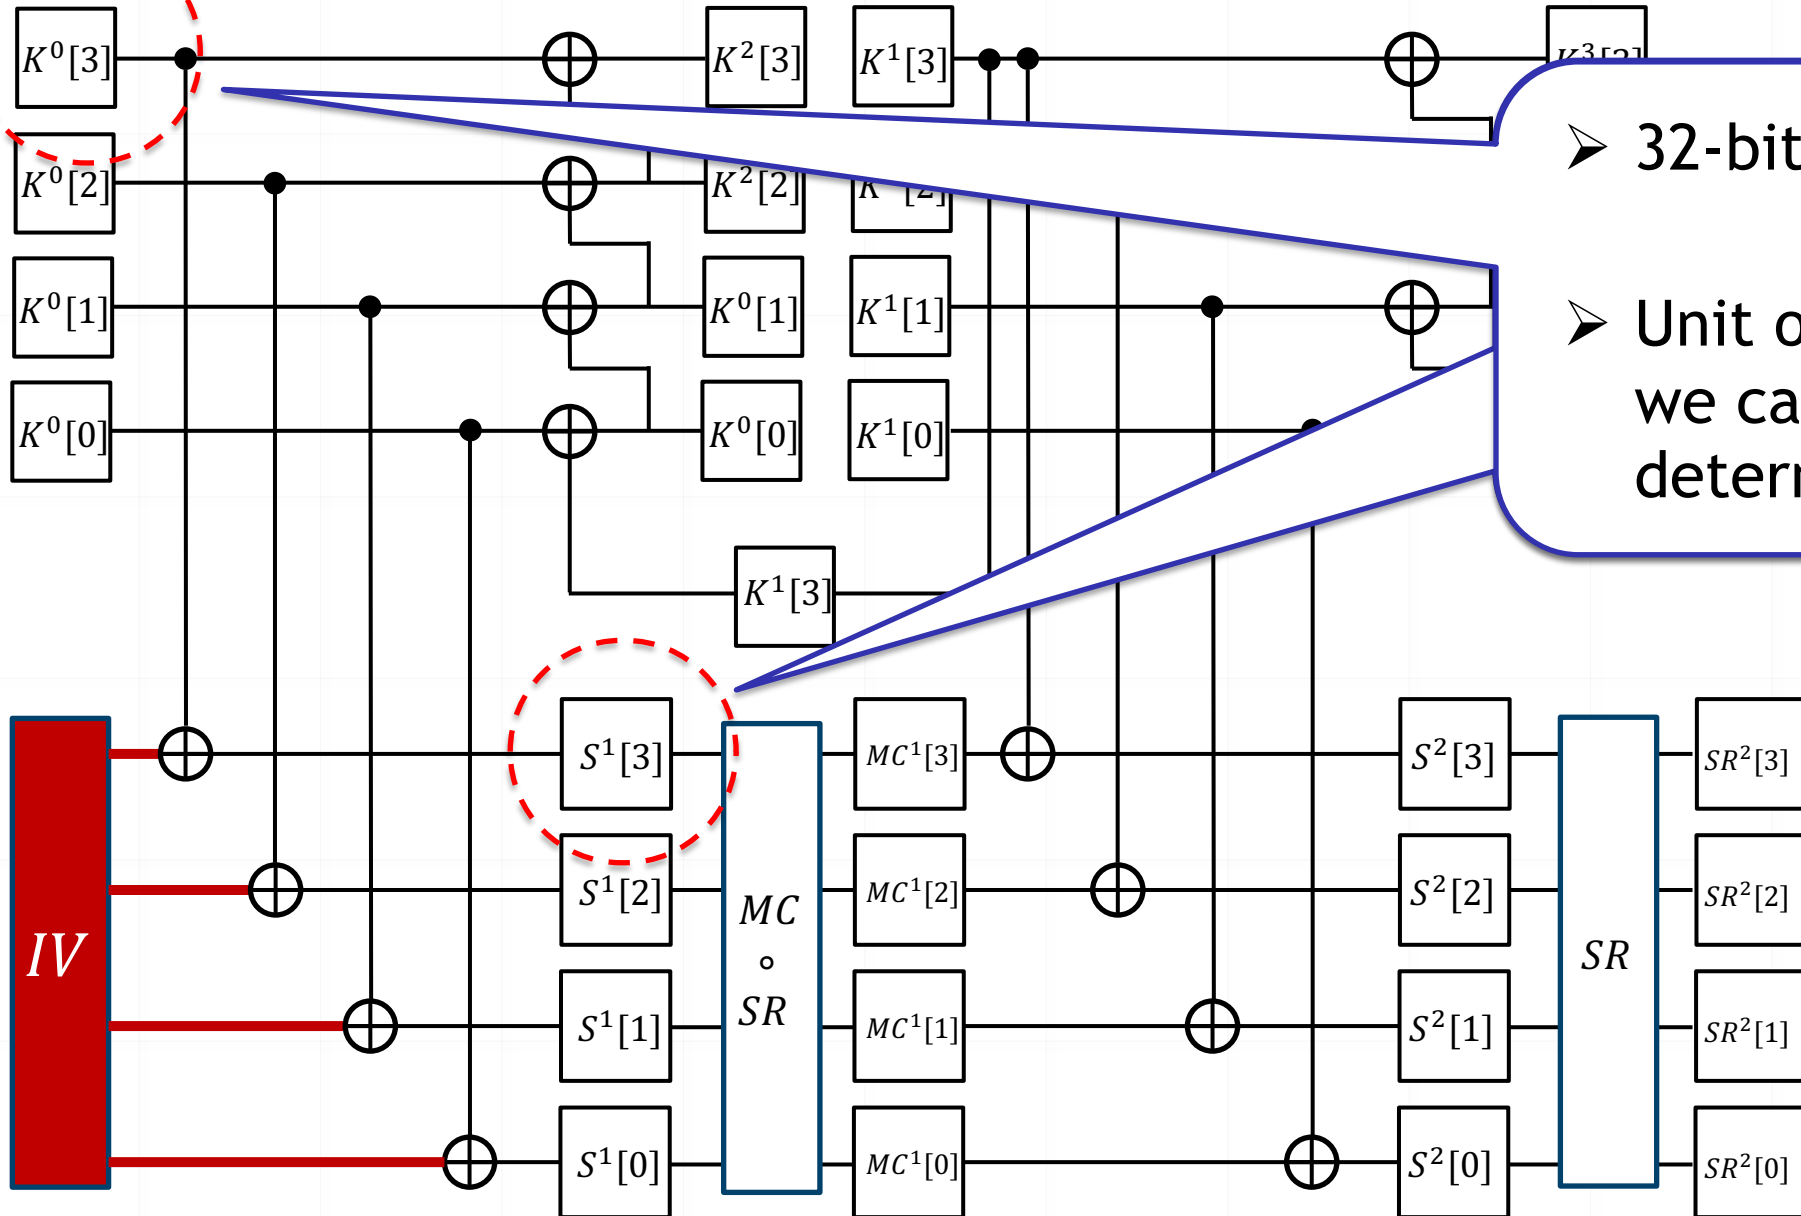 K⁰[3] K²[3] K¹[3]
➤ 32-bit
K⁰[2] K²[2]
K⁰[1] K⁰[1] K¹[1]
➤ Unit o
we ca
K⁰[0] K⁰[0] K¹[0]
deter
K¹[3]
S¹[3] MC¹[3] S²[3] SR²[3]
S¹[2] MC¹[2] S²[2] SR²[2]
IV MC ∘ SR SR
S¹[1] MC¹[1] S²[1] SR²[1]
S¹[0] MC¹[0] S²[0] SR²[0]